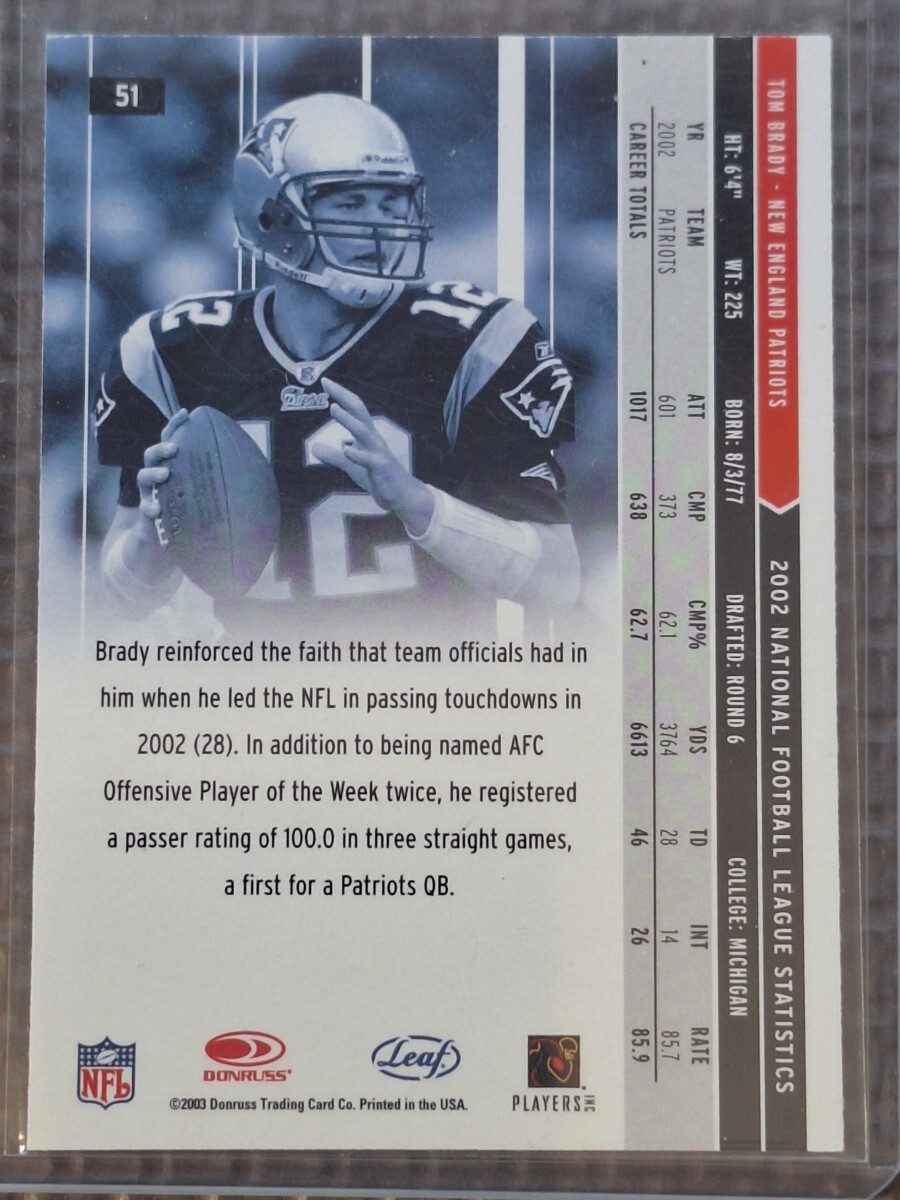 51
12
12
12
Riddell
Patriots
Brady reinforced the faith that team officials had in
him when he led the NFL in passing touchdowns in
2002 (28). In addition to being named AFC
Offensive Player of the Week twice, he registered
a passer rating of 100.0 in three straight games,
a first for a Patriots QB.
NFL
DONRUSS
Leaf
PLAYERS INC
©2003 Donruss Trading Card Co. Printed in the USA.
TOM BRADY - NEW ENGLAND PATRIOTS
2002 NATIONAL FOOTBALL LEAGUE STATISTICS
HT: 6'4" WT: 225 BORN: 8/3/77 DRAFTED: ROUND 6 COLLEGE: MICHIGAN
YR TEAM ATT CMP CMP% YDS TD INT RATE
2002 PATRIOTS 601 373 62.1 3764 28 14 85.7
CAREER TOTALS 1017 638 62.7 6613 46 26 85.9